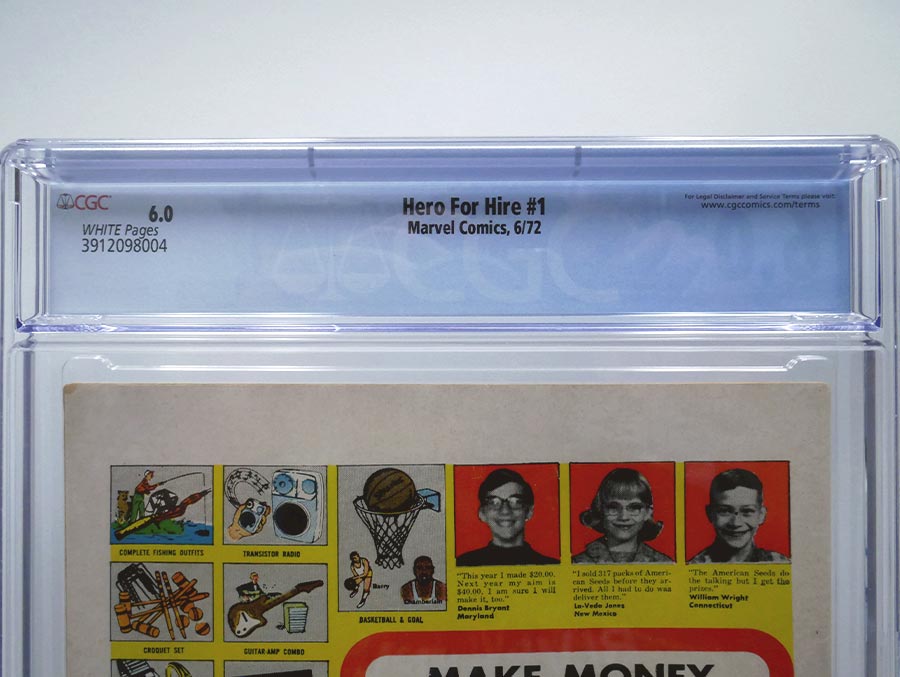 CGC
6.0
WHITE Pages
3912098004
Hero For Hire #1
Marvel Comics, 6/72
For Legal Disclaimer and Service Terms please visit:
www.cgccomics.com/terms
CGC
COMPLETE FISHING OUTFITS
TRANSISTOR RADIO
Barry
Chamberlain
BASKETBALL & GOAL
"This year I made $20.00.
Next year my aim is
$40.00. I am sure I will
make it, too."
Dennis Bryant
Maryland
"I sold 317 packs of Ameri-
can Seeds before they ar-
rived. All I had to do was
deliver them."
La-Veda Jones
New Mexico
"The American Seeds do
the talking but I get the
prizes."
William Wright
Connecticut
CROQUET SET
GUITAR-AMP COMBO
MAKE MONEY